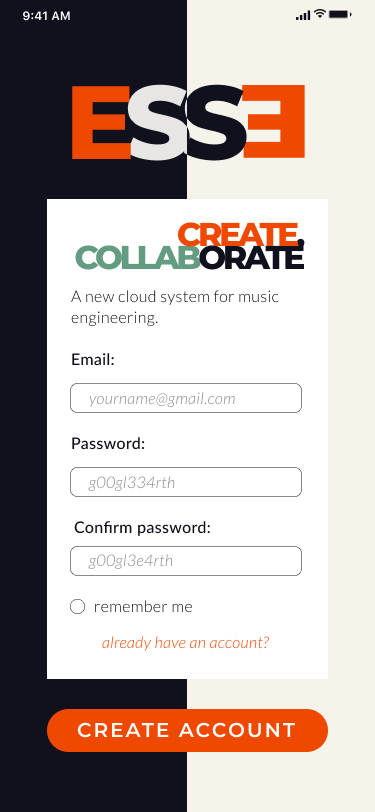 9:41 AM
ESSE
CREATE.
COLLABORATE
A new cloud system for music
engineering.
Email:
yourname@gmail.com
Password:
g00gl334rth
Confirm password:
g00gl3e4rth
remember me
already have an account?
CREATE ACCOUNT